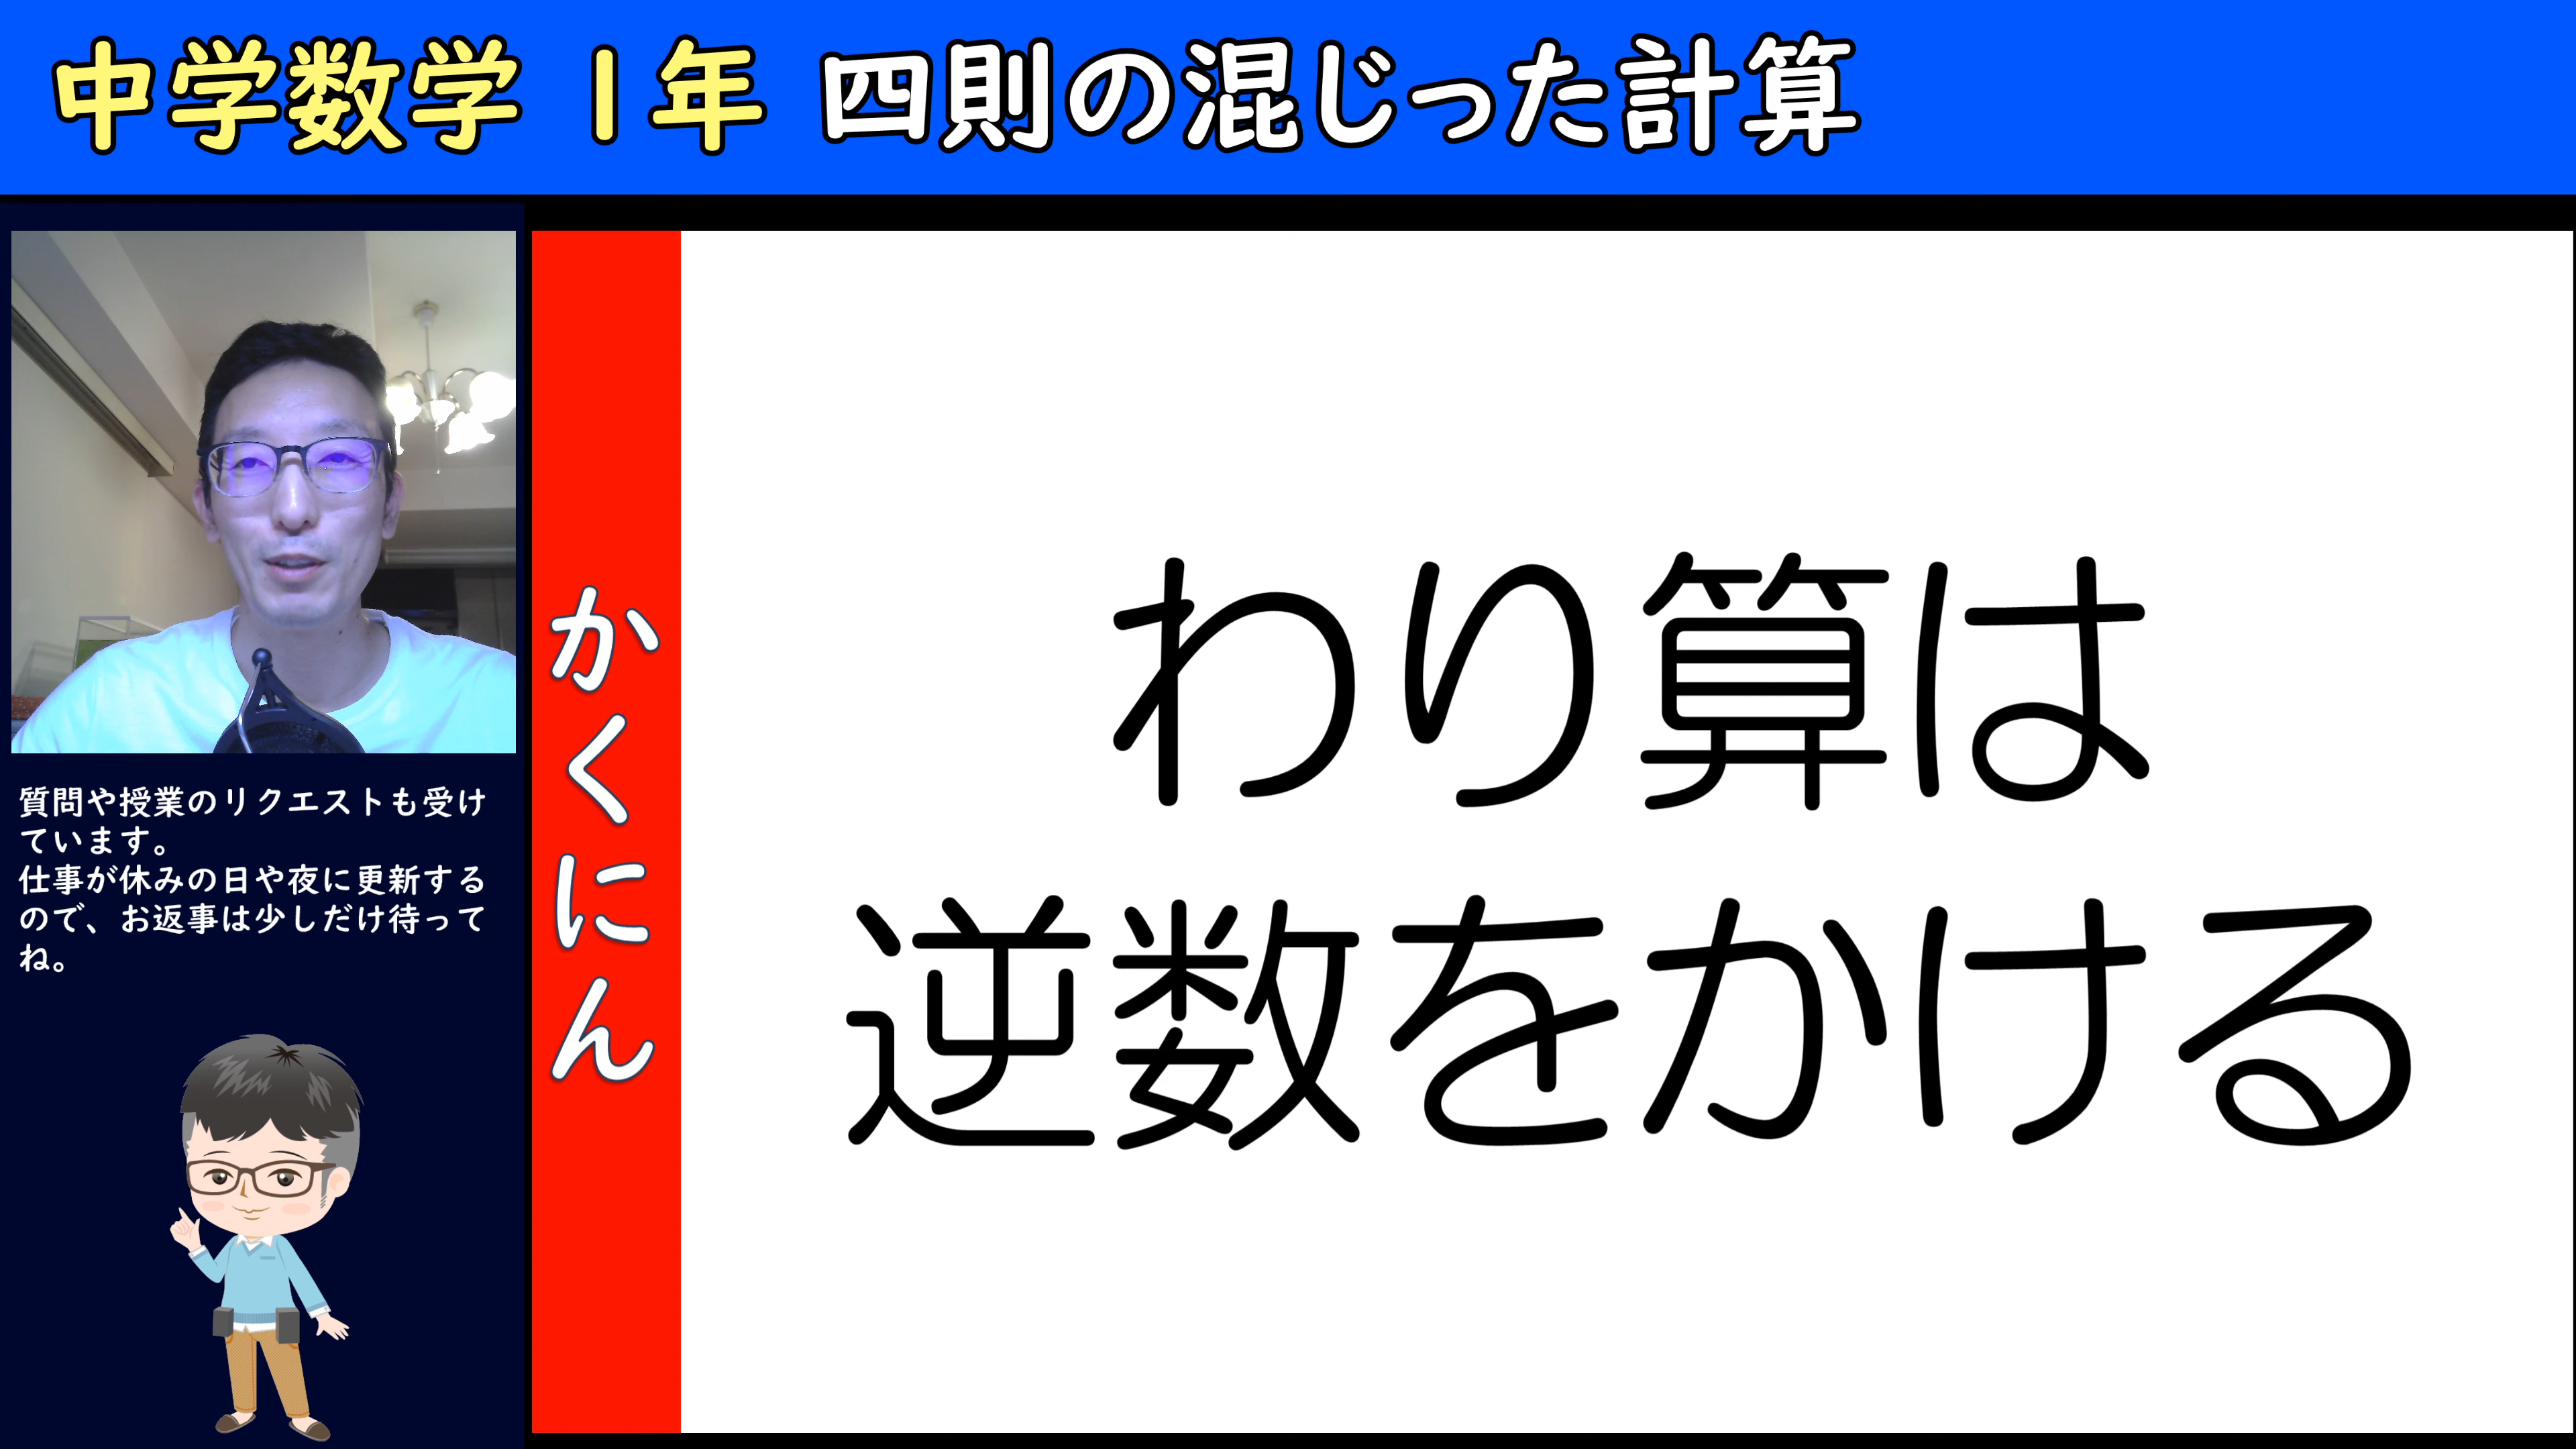 中学数学 1年 四則の混じった計算
質問や授業のリクエストも受け
ています。
仕事が休みの日や夜に更新する
ので、お返事は少しだけ待って
ね。
かくにん
わり算は
逆数をかける